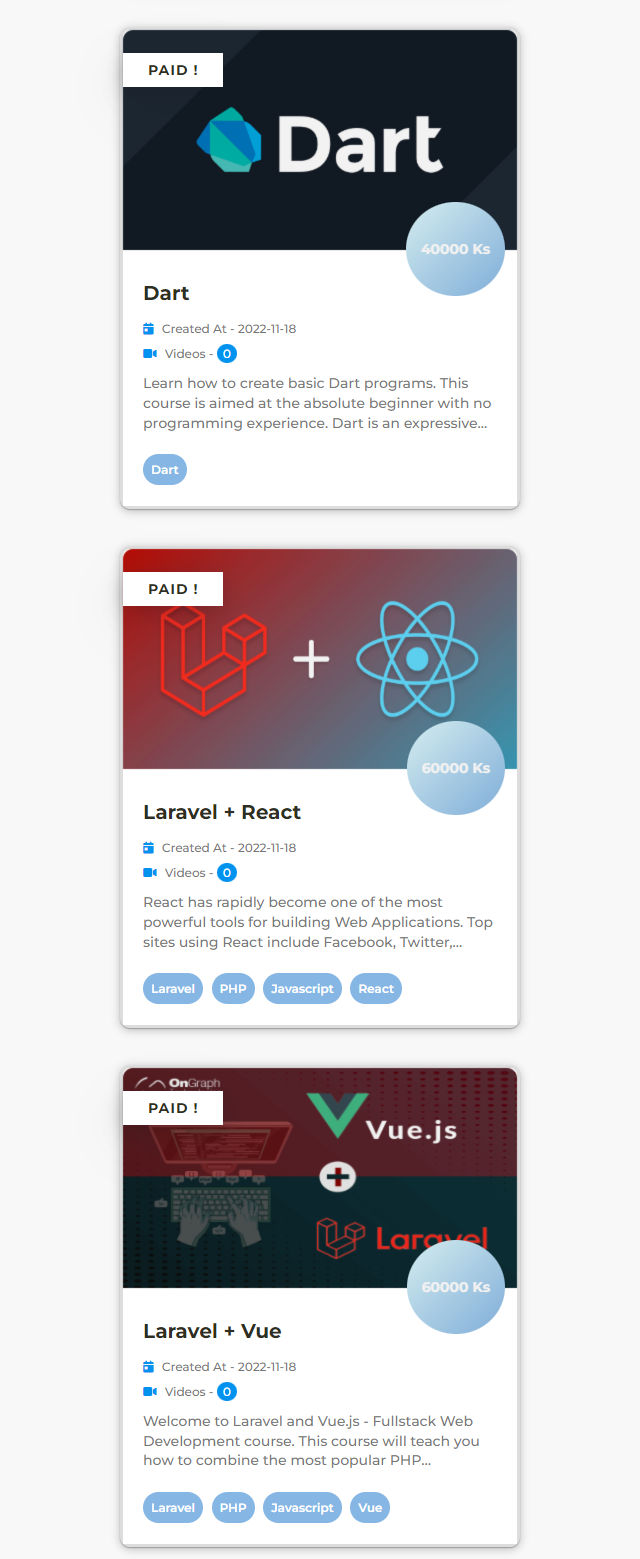 PAID !
Dart
40000 Ks
Dart
Created At - 2022-11-18
Videos - 0
Learn how to create basic Dart programs. This
course is aimed at the absolute beginner with no
programming experience. Dart is an expressive...
Dart
PAID !
60000 Ks
Laravel + React
Created At - 2022-11-18
Videos - 0
React has rapidly become one of the most
powerful tools for building Web Applications. Top
sites using React include Facebook, Twitter,...
Laravel PHP Javascript React
OnGraph
PAID !
Vue.js
Laravel
60000 Ks
Laravel + Vue
Created At - 2022-11-18
Videos - 0
Welcome to Laravel and Vue.js - Fullstack Web
Development course. This course will teach you
how to combine the most popular PHP...
Laravel PHP Javascript Vue